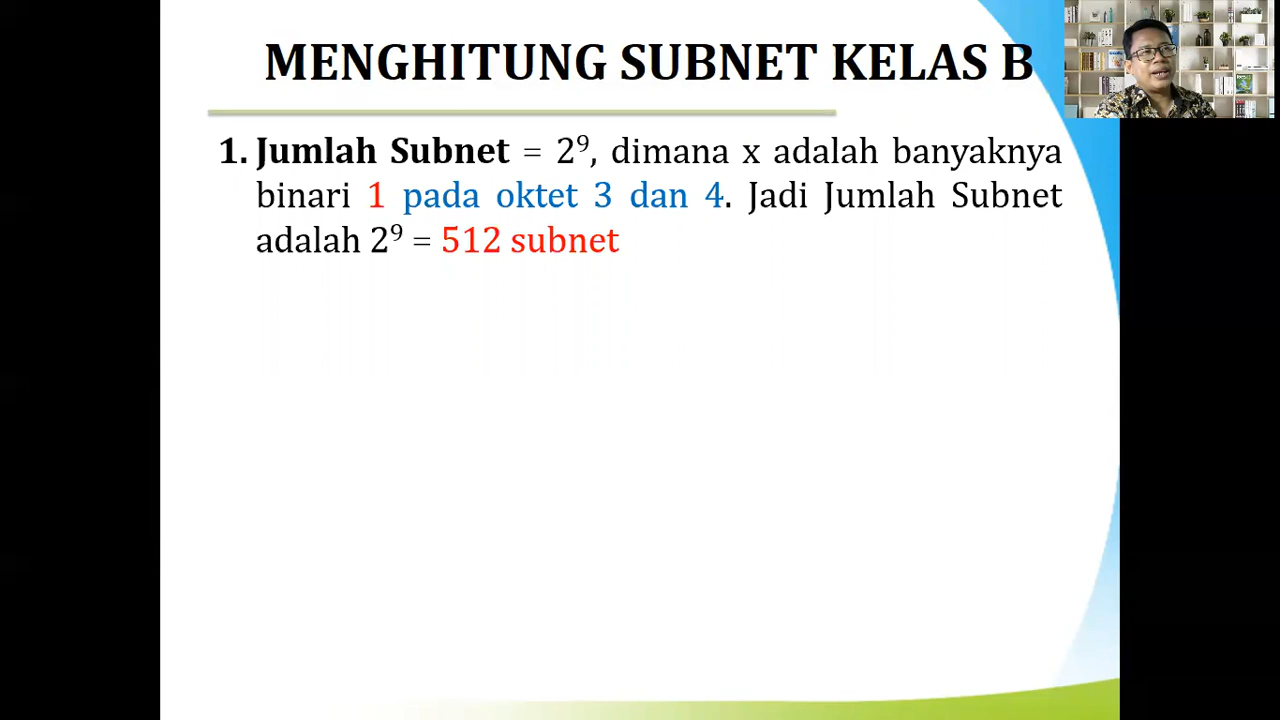 MENGHITUNG SUBNET KELAS B
1. Jumlah Subnet = 2⁹, dimana x adalah banyaknya
binari 1 pada oktet 3 dan 4. Jadi Jumlah Subnet
adalah 2⁹ = 512 subnet